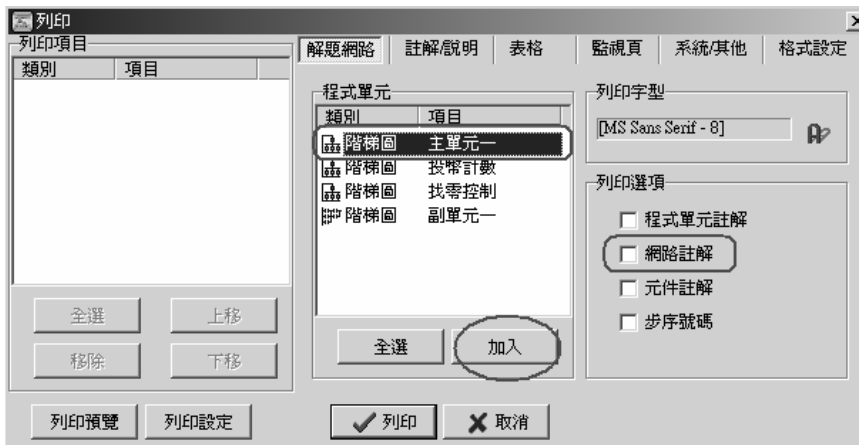 列印
列印項目
類別 項目
全選 上移
移除 下移
列印預覽 列印設定
解題網路 註解/說明 表格 監視頁 系統/其他 格式設定
程式單元
類別 項目
階梯圖 主單元一
階梯圖 投幣計數
階梯圖 找零控制
階梯圖 副單元一
全選 加入
列印字型
[MS Sans Serif - 8]
列印選項
程式單元註解
網路註解
元件註解
步序號碼
列印 取消